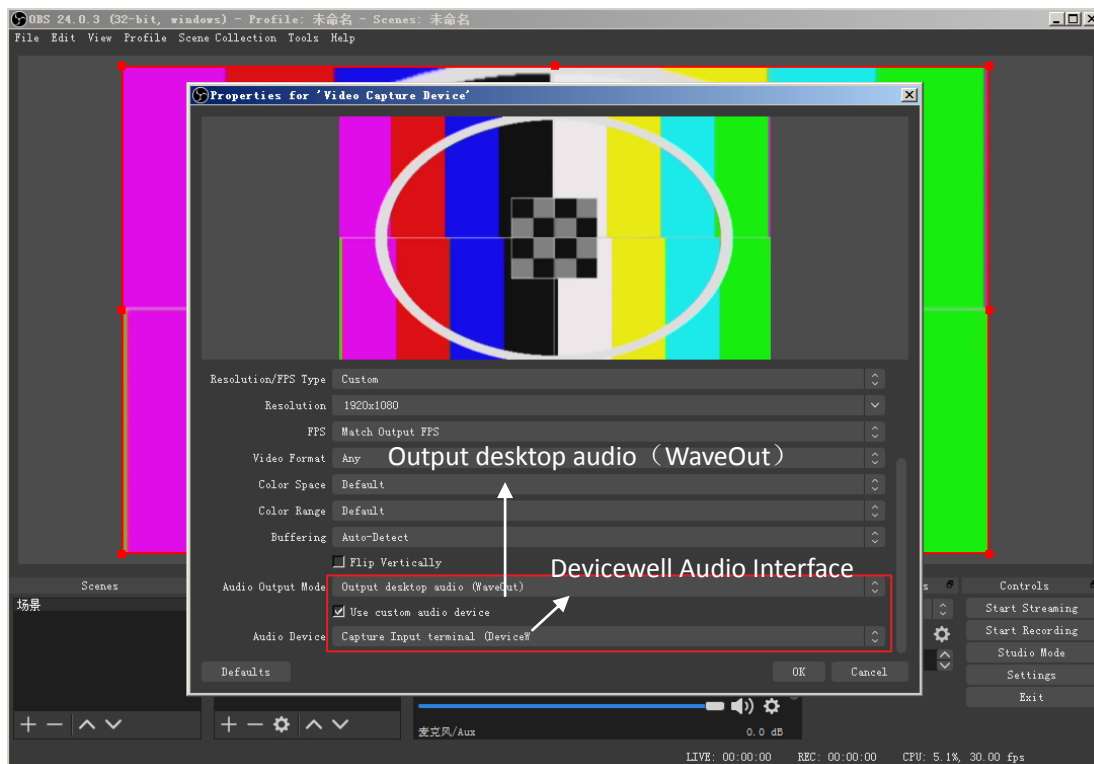 OBS 24.0.3 (32-bit, windows) - Profile: 未命名 - Scenes: 未命名
File Edit View Profile Scene Collection Tools Help
Properties for 'Video Capture Device'
Resolution/FPS Type Custom
Resolution 1920x1080
FPS Match Output FPS
Video Format Any
Output desktop audio（WaveOut）
Color Space Default
Color Range Default
Buffering Auto-Detect
Flip Vertically
Devicewell Audio Interface
Audio Output Mode Output desktop audio (WaveOut)
Use custom audio device
Audio Device Capture Input terminal (DeviceW
Defaults OK Cancel
Scenes
场景
s Controls
Start Streaming
Start Recording
Studio Mode
Settings
Exit
麦克风/Aux 0.0 dB
LIVE: 00:00:00 REC: 00:00:00 CPU: 5.1%, 30.00 fps